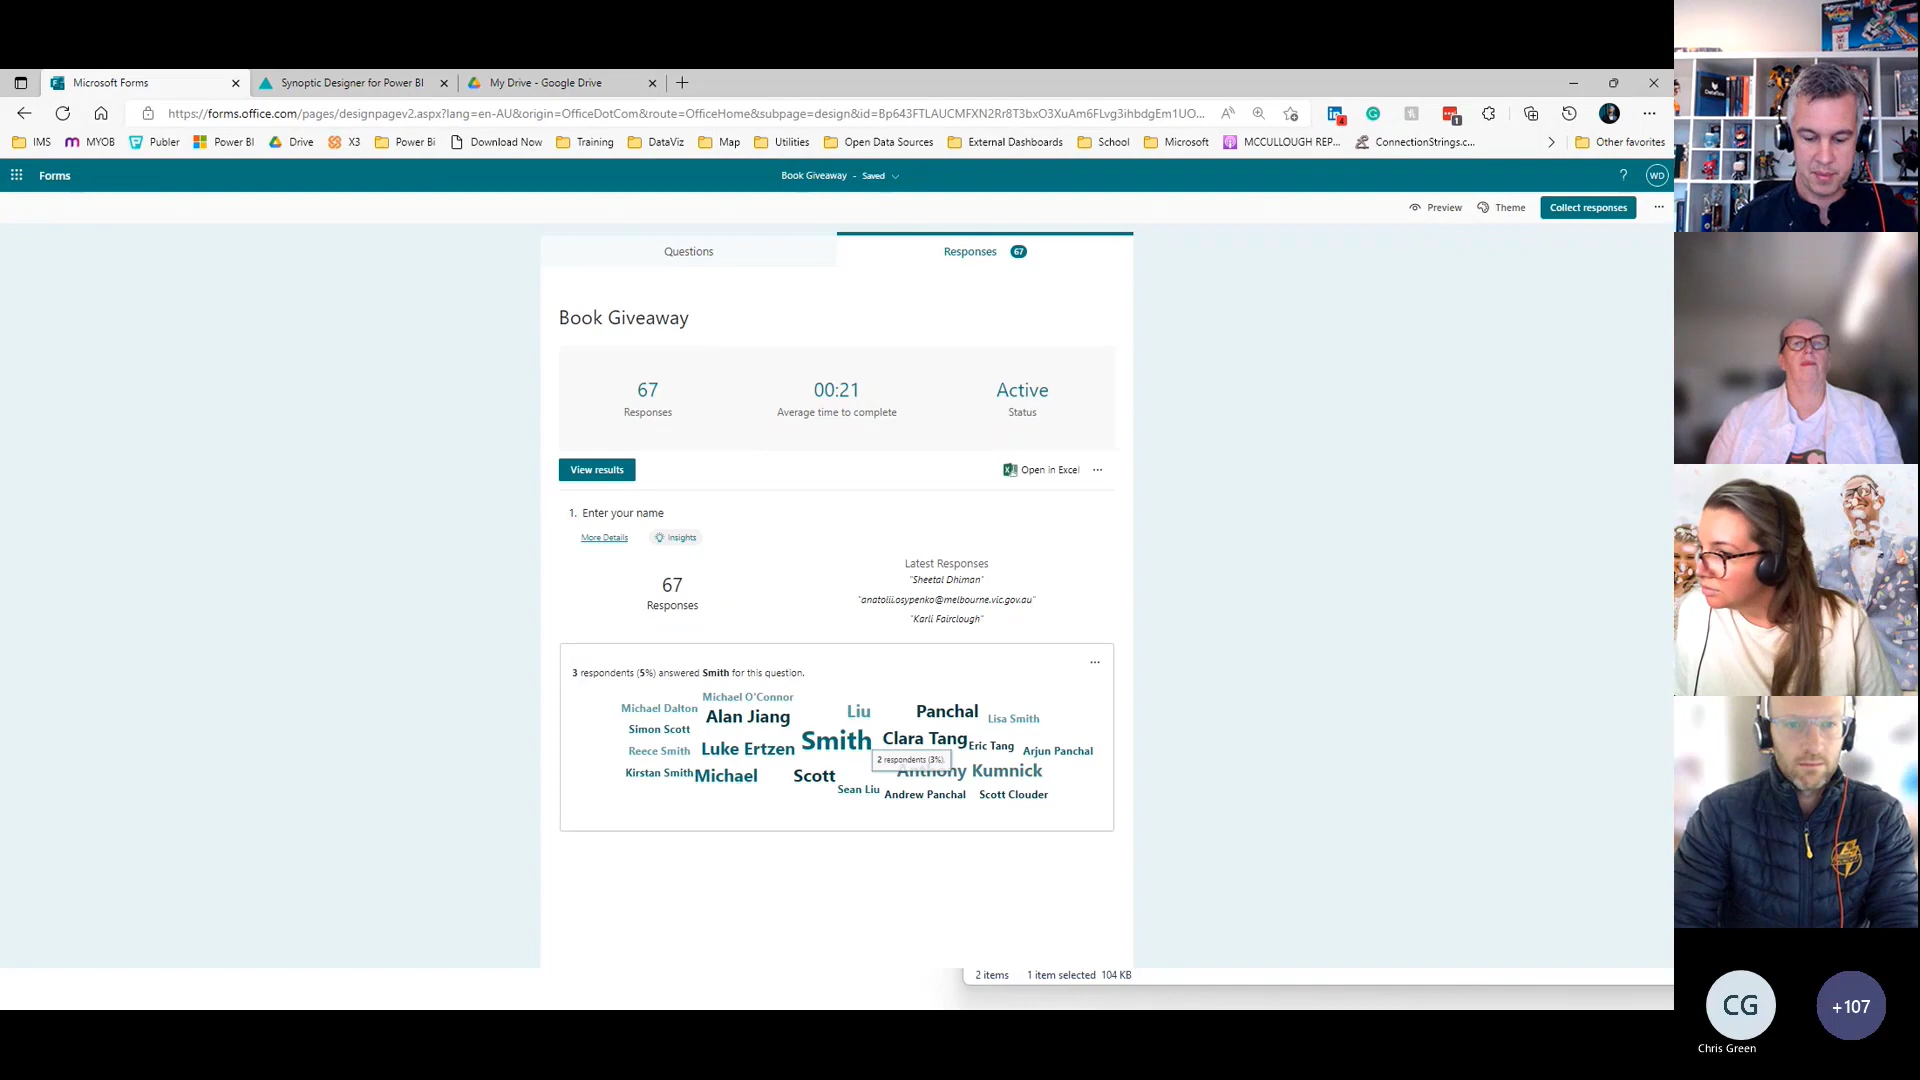 Microsoft Forms
Synoptic Designer for Power BI
My Drive - Google Drive
https://forms.office.com/pages/designpagev2.aspx?lang=en-AU&origin=OfficeDotCom&route=OfficeHome&subpage=design&id=Bp643FTLAUCMFXN2Rr8T3bxO3XuAm6FLvg3ihbdgEm1UO...
IMS MYOB Publer Power BI Drive X3 Power Bi Download Now Training DataViz Map Utilities Open Data Sources External Dashboards School Microsoft MCCULLOUGH REP... ConnectionStrings.c... Other favorites
Forms
Book Giveaway - Saved
? WD
Preview Theme Collect responses ...
Questions
Responses 67
Book Giveaway
67 00:21 Active
Responses Average time to complete Status
View results
Open in Excel ...
1. Enter your name
More Details Insights
67
Responses
Latest Responses
"Sheetal Dhiman"
"anatolii.osypenko@melbourne.vic.gov.au"
"Karli Fairclough"
...
3 respondents (5%) answered Smith for this question.
Michael O'Connor
Michael Dalton Alan Jiang Liu Panchal Lisa Smith
Simon Scott Smith Clara Tang Eric Tang
Reece Smith Luke Ertzen Arjun Panchal
2 respondents (3%).
Kirstan Smith Michael Scott Anthony Kumnick
Sean Liu Andrew Panchal Scott Clouder
2 items 1 item selected 104 KB
CG
+107
Chris Green